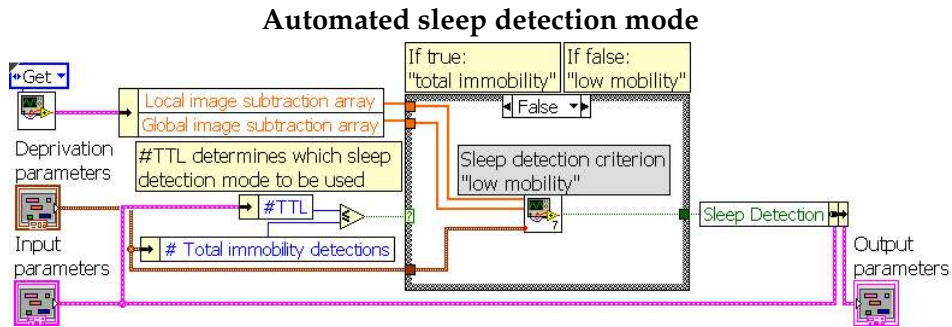 Automated sleep detection mode
If true:
"total immobility"
If false:
"low mobility"
Get
Local image subtraction array
Global image subtraction array
False
Deprivation
parameters
#TTL determines which sleep
detection mode to be used
Sleep detection criterion
"low mobility"
#TTL
≤
?
7
Sleep Detection
# Total immobility detections
Input
parameters
Output
parameters